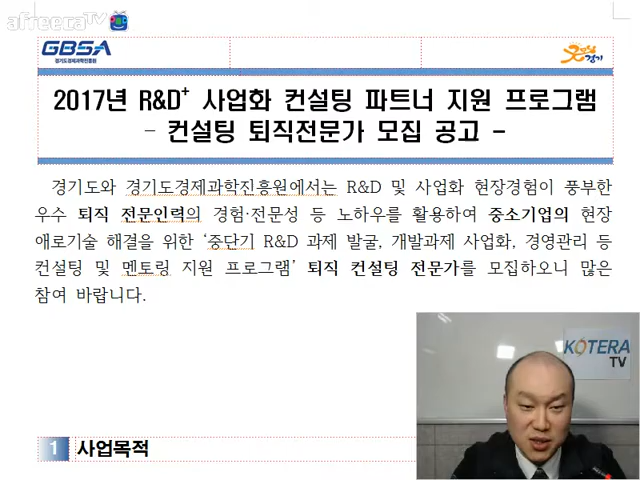 afreecaTV
GBSA
경기도경제과학진흥원
경기
2017년 R&D+ 사업화 컨설팅 파트너 지원 프로그램
- 컨설팅 퇴직전문가 모집 공고 -
경기도와 경기도경제과학진흥원에서는 R&D 및 사업화 현장경험이 풍부한
우수 퇴직 전문인력의 경험·전문성 등 노하우를 활용하여 중소기업의 현장
애로기술 해결을 위한 ‘중단기 R&D 과제 발굴, 개발과제 사업화, 경영관리 등
컨설팅 및 멘토링 지원 프로그램’ 퇴직 컨설팅 전문가를 모집하오니 많은
참여 바랍니다.
KOTERA
TV
1 사업목적